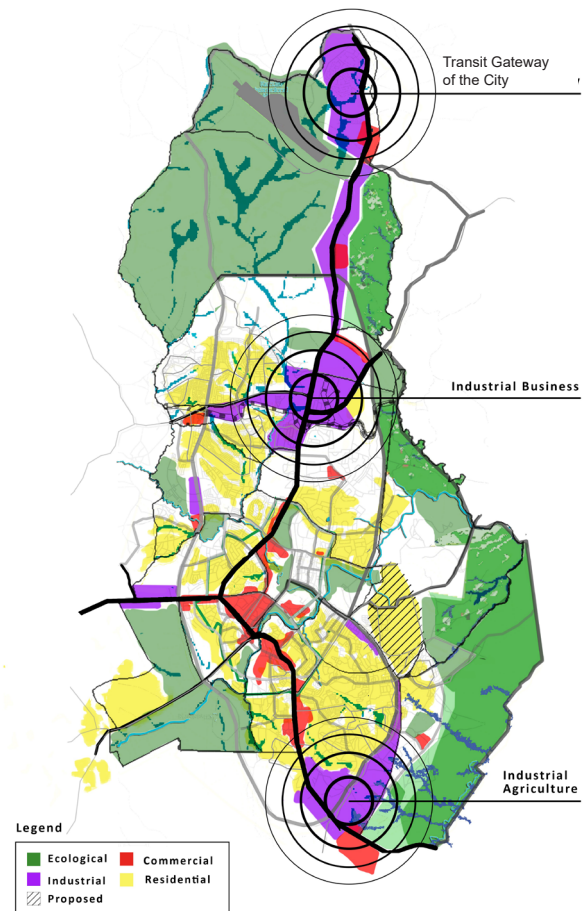 Transit Gateway
of the City
Industrial Business
Industrial
Agriculture
Legend
Ecological
Commercial
Industrial
Residential
Proposed